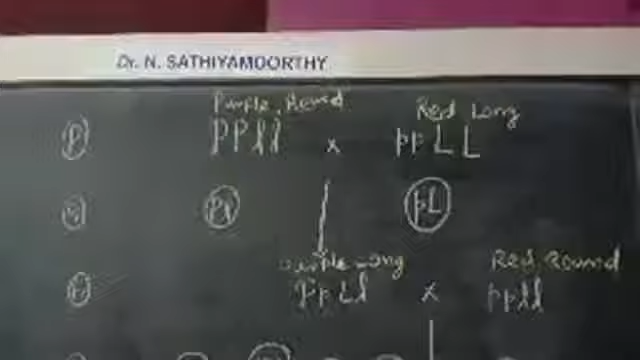 Dr. N. SATHIYAMOORTHY
Purple, Round Red Long
P PPll x ppLL
Pl pL
Purple Long Red, Round
PpLl x ppll